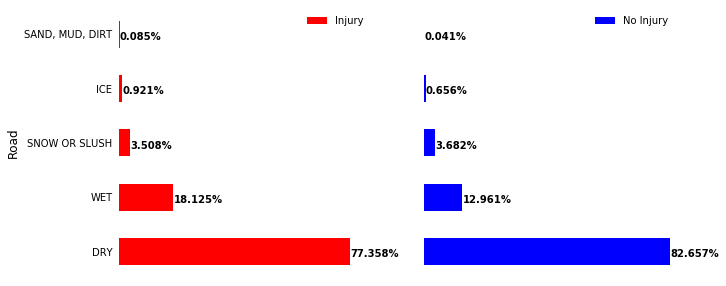 Injury
No Injury
SAND, MUD, DIRT
0.085%
0.041%
ICE
0.921%
0.656%
SNOW OR SLUSH
3.508%
3.682%
WET
18.125%
12.961%
DRY
77.358%
82.657%
Road